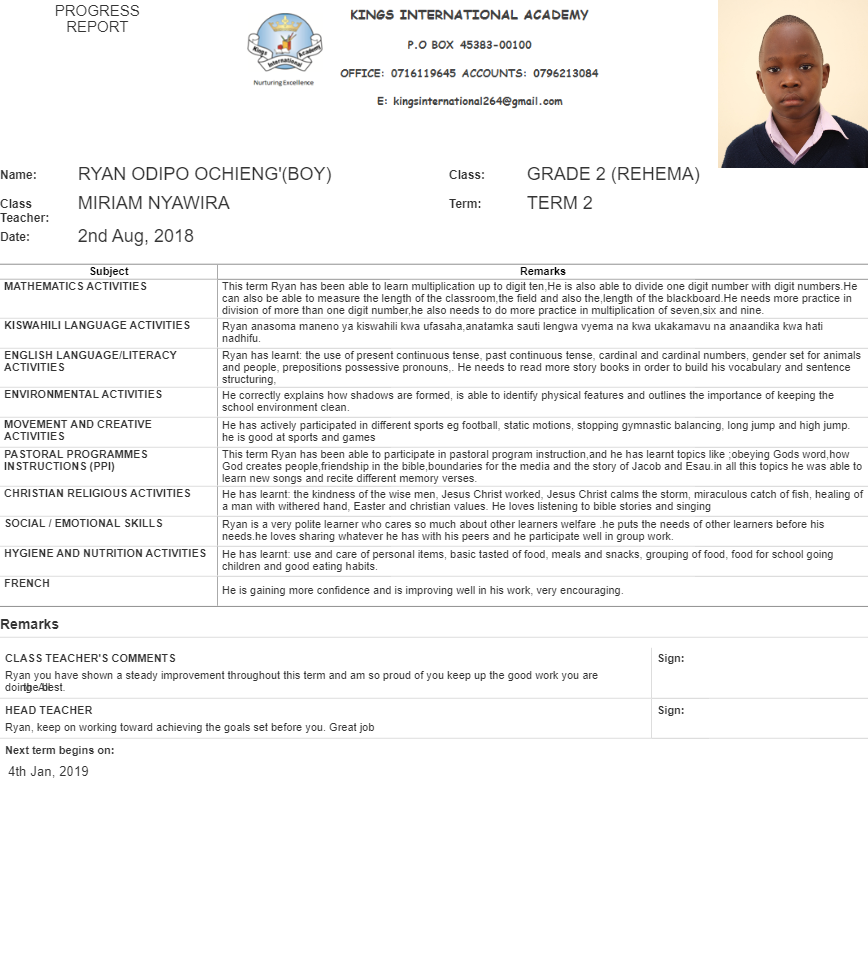 PROGRESS
REPORT
KINGS INTERNATIONAL ACADEMY
P.O BOX 45383-00100
OFFICE: 0716119645 ACCOUNTS: 0796213084
E: kingsinternational264@gmail.com
Kings International Academy
Nurturing Excellence
Name: RYAN ODIPO OCHIENG'(BOY) Class: GRADE 2 (REHEMA)
Class Teacher: MIRIAM NYAWIRA Term: TERM 2
Date: 2nd Aug, 2018
Subject Remarks
MATHEMATICS ACTIVITIES
This term Ryan has been able to learn multiplication up to digit ten,He is also able to divide one digit number with digit numbers.He
can also be able to measure the length of the classroom,the field and also the,length of the blackboard.He needs more practice in
division of more than one digit number,he also needs to do more practice in multiplication of seven,six and nine.
KISWAHILI LANGUAGE ACTIVITIES
Ryan anasoma maneno ya kiswahili kwa ufasaha,anatamka sauti lengwa vyema na kwa ukakamavu na anaandika kwa hati
nadhifu.
ENGLISH LANGUAGE/LITERACY
ACTIVITIES
Ryan has learnt: the use of present continuous tense, past continuous tense, cardinal and cardinal numbers, gender set for animals
and people, prepositions possessive pronouns,. He needs to read more story books in order to build his vocabulary and sentence
structuring,
ENVIRONMENTAL ACTIVITIES
He correctly explains how shadows are formed, is able to identify physical features and outlines the importance of keeping the
school environment clean.
MOVEMENT AND CREATIVE
ACTIVITIES
He has actively participated in different sports eg football, static motions, stopping gymnastic balancing, long jump and high jump.
he is good at sports and games
PASTORAL PROGRAMMES
INSTRUCTIONS (PPI)
This term Ryan has been able to participate in pastoral program instruction,and he has learnt topics like ;obeying Gods word,how
God creates people,friendship in the bible,boundaries for the media and the story of Jacob and Esau.in all this topics he was able to
learn new songs and recite different memory verses.
CHRISTIAN RELIGIOUS ACTIVITIES
He has learnt: the kindness of the wise men, Jesus Christ worked, Jesus Christ calms the storm, miraculous catch of fish, healing of
a man with withered hand, Easter and christian values. He loves listening to bible stories and singing
SOCIAL / EMOTIONAL SKILLS
Ryan is a very polite learner who cares so much about other learners welfare .he puts the needs of other learners before his
needs.he loves sharing whatever he has with his peers and he participate well in group work.
HYGIENE AND NUTRITION ACTIVITIES
He has learnt: use and care of personal items, basic tasted of food, meals and snacks, grouping of food, food for school going
children and good eating habits.
FRENCH
He is gaining more confidence and is improving well in his work, very encouraging.
Remarks
CLASS TEACHER'S COMMENTS Sign:
Ryan you have shown a steady improvement throughout this term and am so proud of you keep up the good work you are
best.
HEAD TEACHER Sign:
Ryan, keep on working toward achieving the goals set before you. Great job
Next term begins on:
4th Jan, 2019